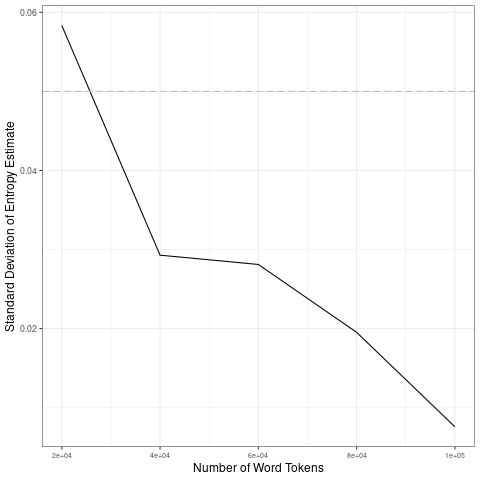 0.06
0.04
0.02
Standard Deviation of Entropy Estimate
2e+04 4e+04 6e+04 8e+04 1e+05
Number of Word Tokens